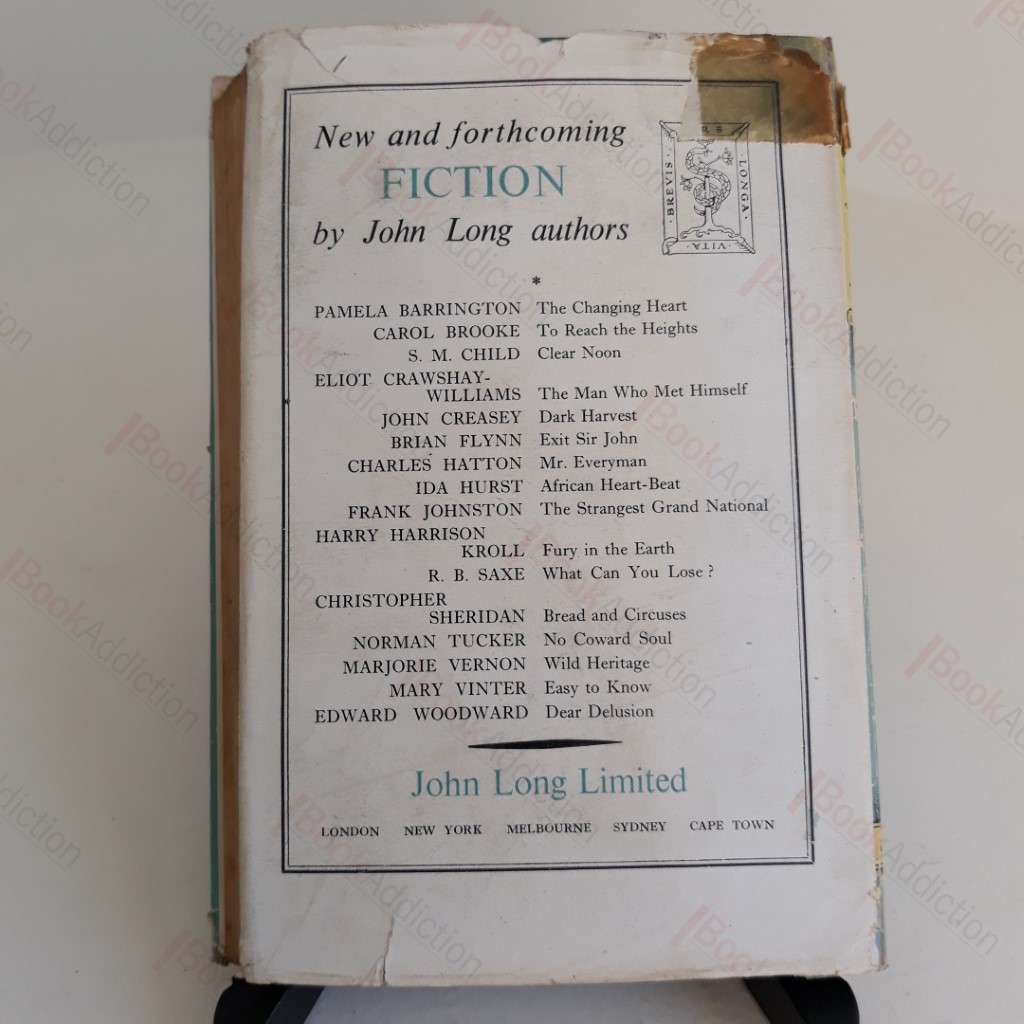 New and forthcoming
FICTION
by John Long authors
RS
LONGA
VITA
BREVIS
*
PAMELA BARRINGTON The Changing Heart
CAROL BROOKE To Reach the Heights
S. M. CHILD Clear Noon
ELIOT CRAWSHAY-
WILLIAMS The Man Who Met Himself
JOHN CREASEY Dark Harvest
BRIAN FLYNN Exit Sir John
CHARLES HATTON Mr. Everyman
IDA HURST African Heart-Beat
FRANK JOHNSTON The Strangest Grand National
HARRY HARRISON
KROLL Fury in the Earth
R. B. SAXE What Can You Lose ?
CHRISTOPHER
SHERIDAN Bread and Circuses
NORMAN TUCKER No Coward Soul
MARJORIE VERNON Wild Heritage
MARY VINTER Easy to Know
EDWARD WOODWARD Dear Delusion
John Long Limited
LONDON NEW YORK MELBOURNE SYDNEY CAPE TOWN
BookAddiction